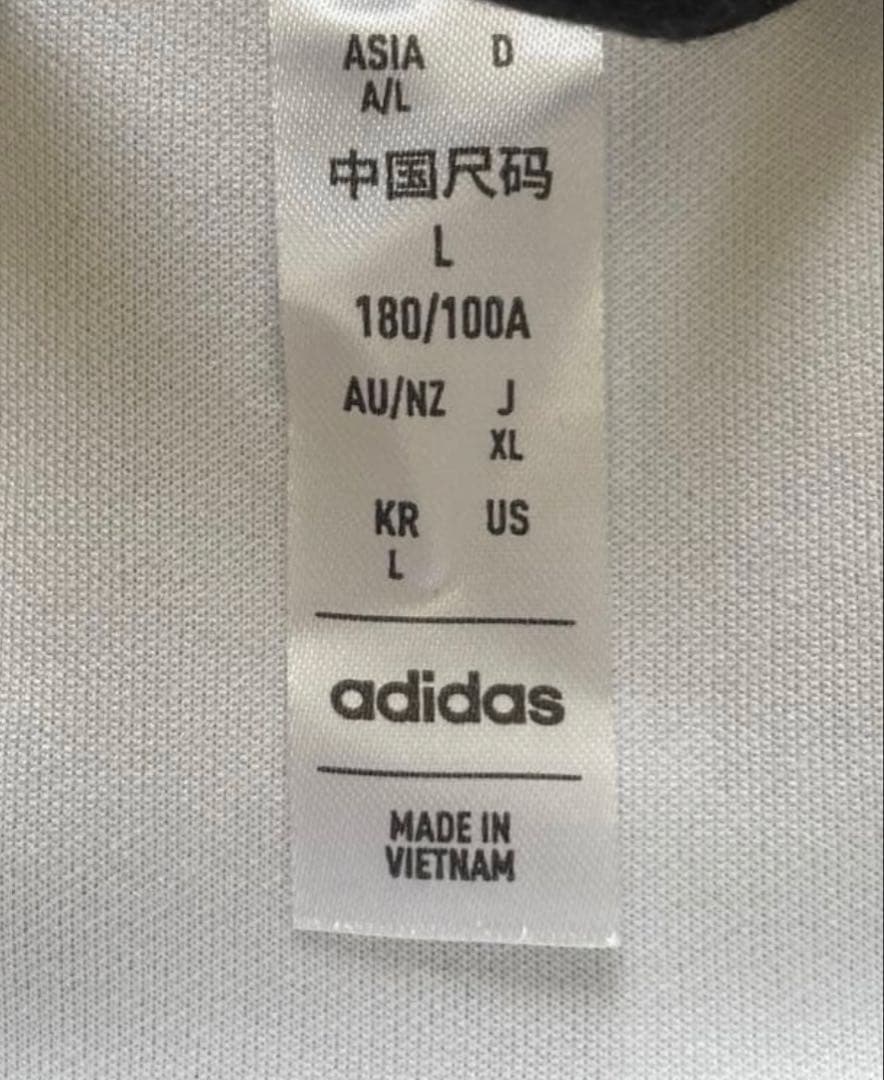 ASIA D
A/L
中国尺码
L
180/100A
AU/NZ J
XL
KR US
L
adidas
MADE IN
VIETNAM